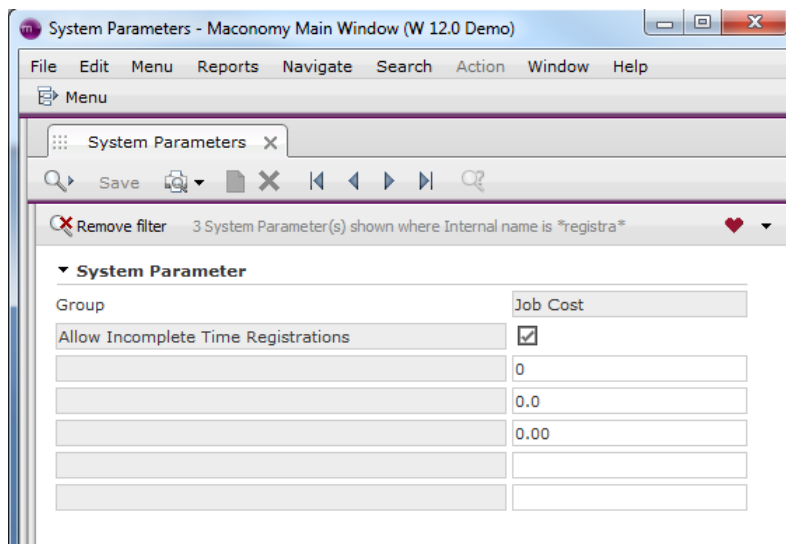 System Parameters - Maconomy Main Window (W 12.0 Demo)
File Edit Menu Reports Navigate Search Action Window Help
Menu
System Parameters
Save
Remove filter 3 System Parameter(s) shown where Internal name is *registra*
System Parameter
Group Job Cost
Allow Incomplete Time Registrations
0
0.0
0.00